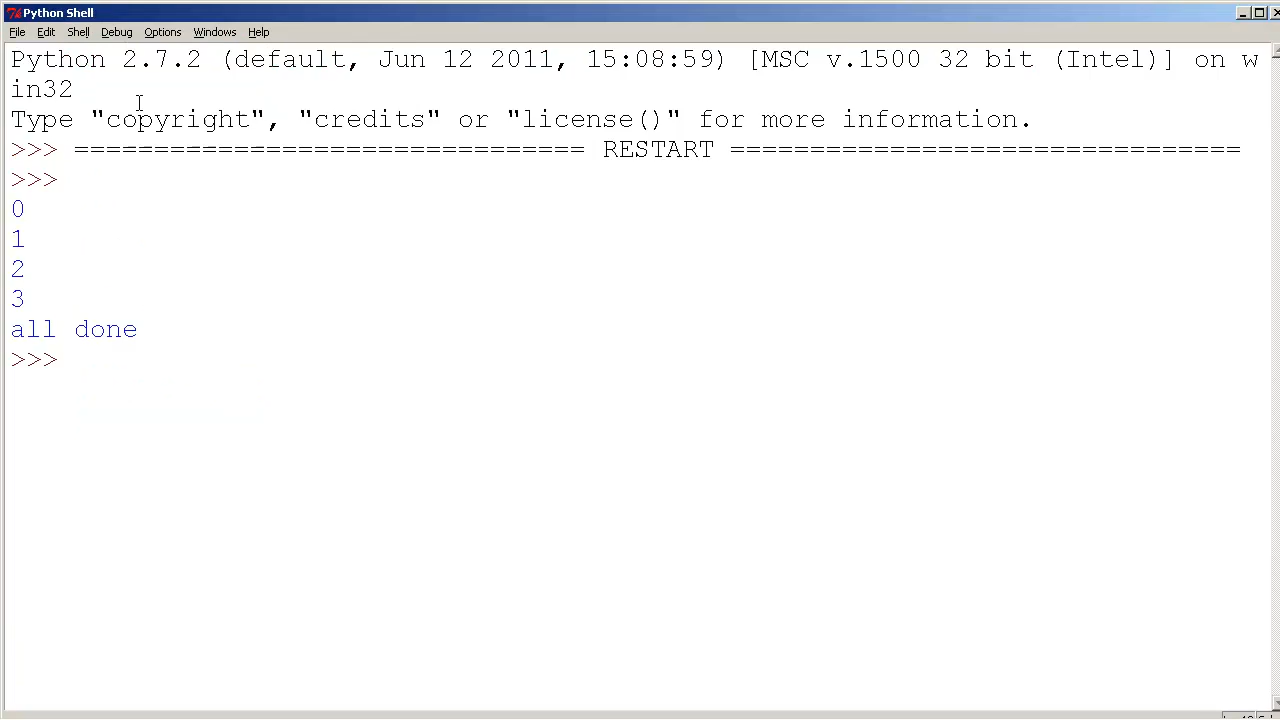 Python Shell
File Edit Shell Debug Options Windows Help
Python 2.7.2 (default, Jun 12 2011, 15:08:59) [MSC v.1500 32 bit (Intel)] on w
in32
Type "copyright", "credits" or "license()" for more information.
>>> ================================ RESTART ================================
>>>
0
1
2
3
all done
>>>